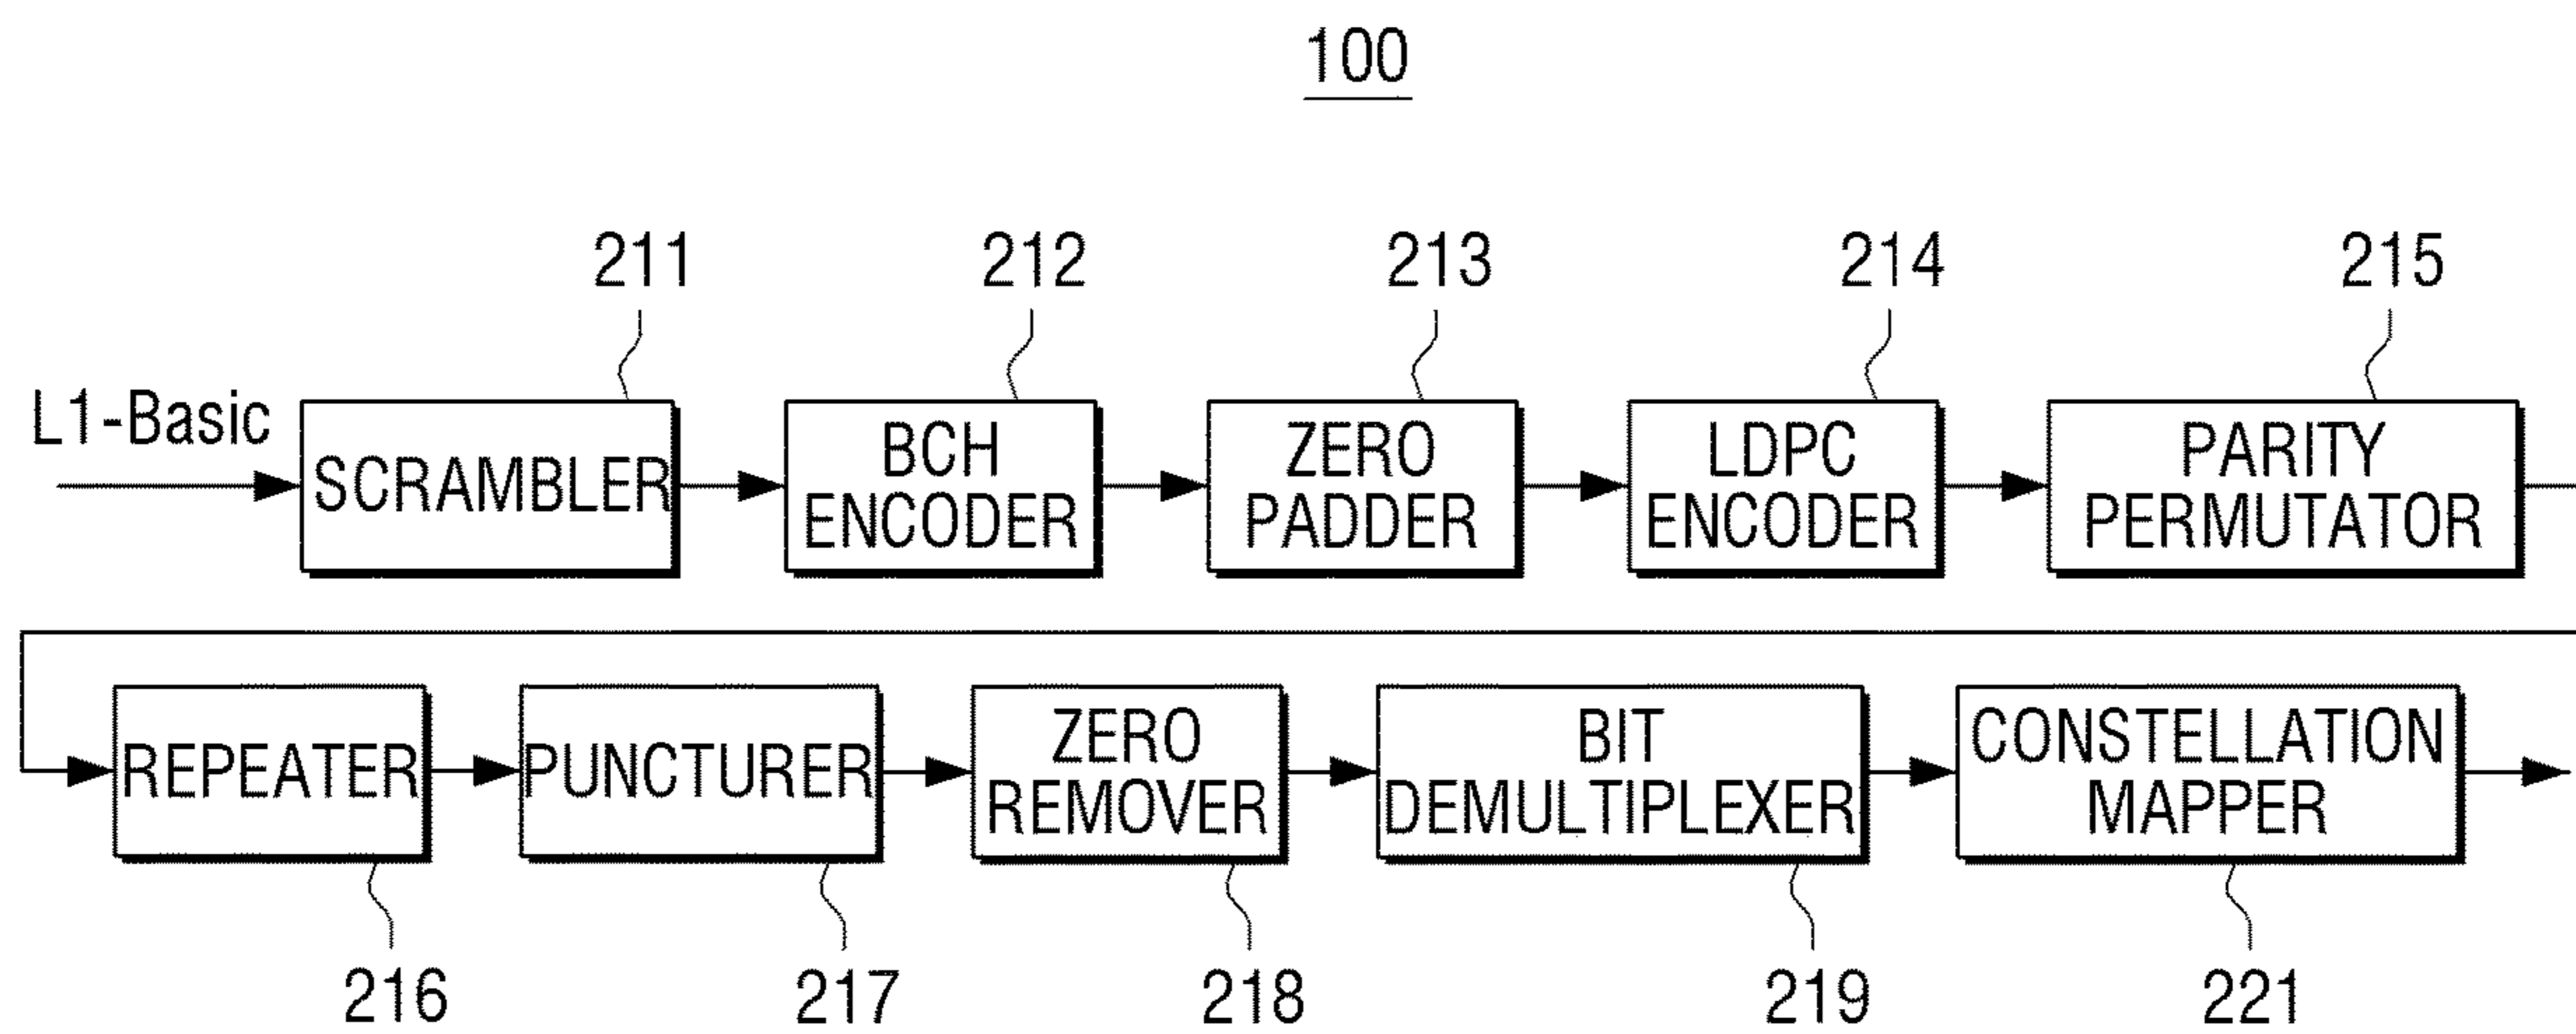 100
211
212
213
214
215
L1-Basic
SCRAMBLER
BCH
ENCODER
ZERO
PADDER
LDPC
ENCODER
PARITY
PERMUTATOR
REPEATER
PUNCTURER
ZERO
REMOVER
BIT
DEMULTIPLEXER
CONSTELLATION
MAPPER
216
217
218
219
221